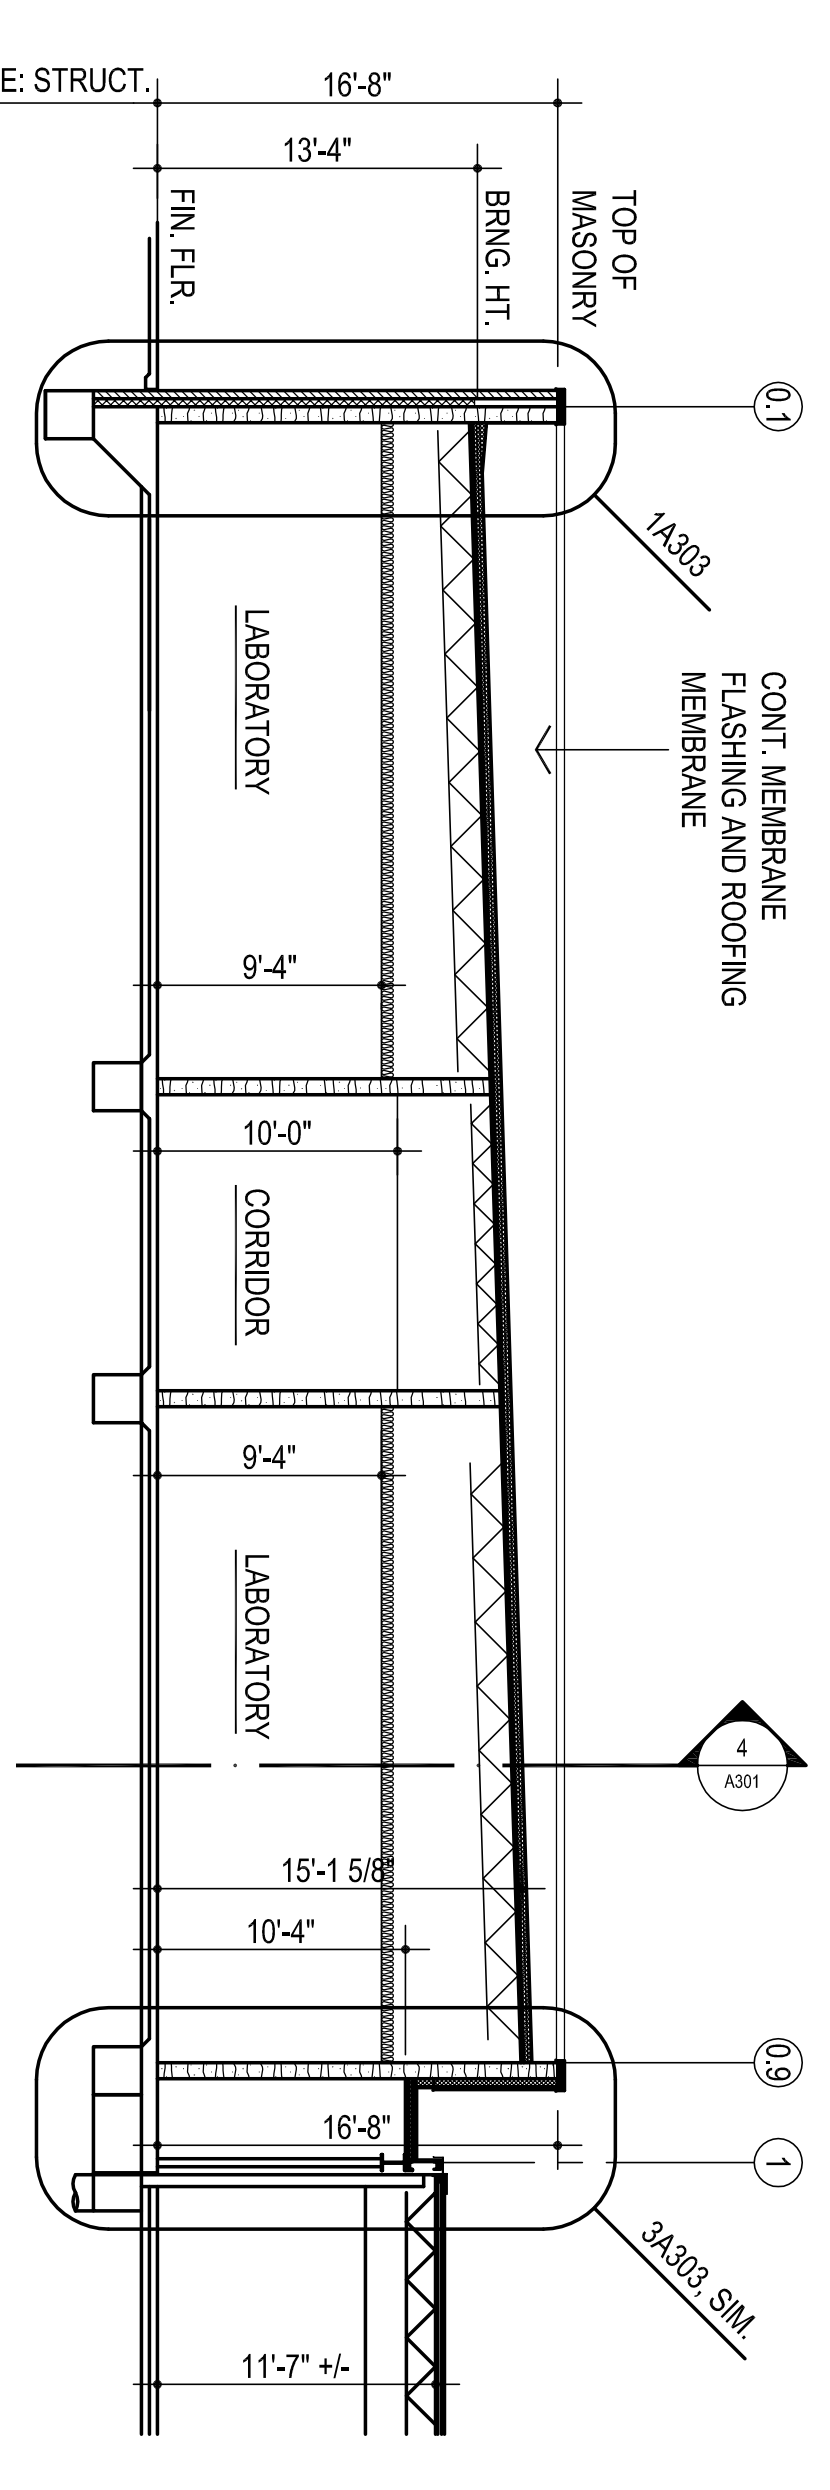 E: STRUCT.
16'-8"
13'-4"
FIN. FLR.
BRNG. HT.
TOP OF
MASONRY
0.1
1A303
CONT. MEMBRANE
FLASHING AND ROOFING
MEMBRANE
LABORATORY
9'-4"
10'-0"
CORRIDOR
9'-4"
LABORATORY
4
A301
15'-1 5/8"
10'-4"
0.9
16'-8"
1
3A303, SIM.
11'-7" +/-